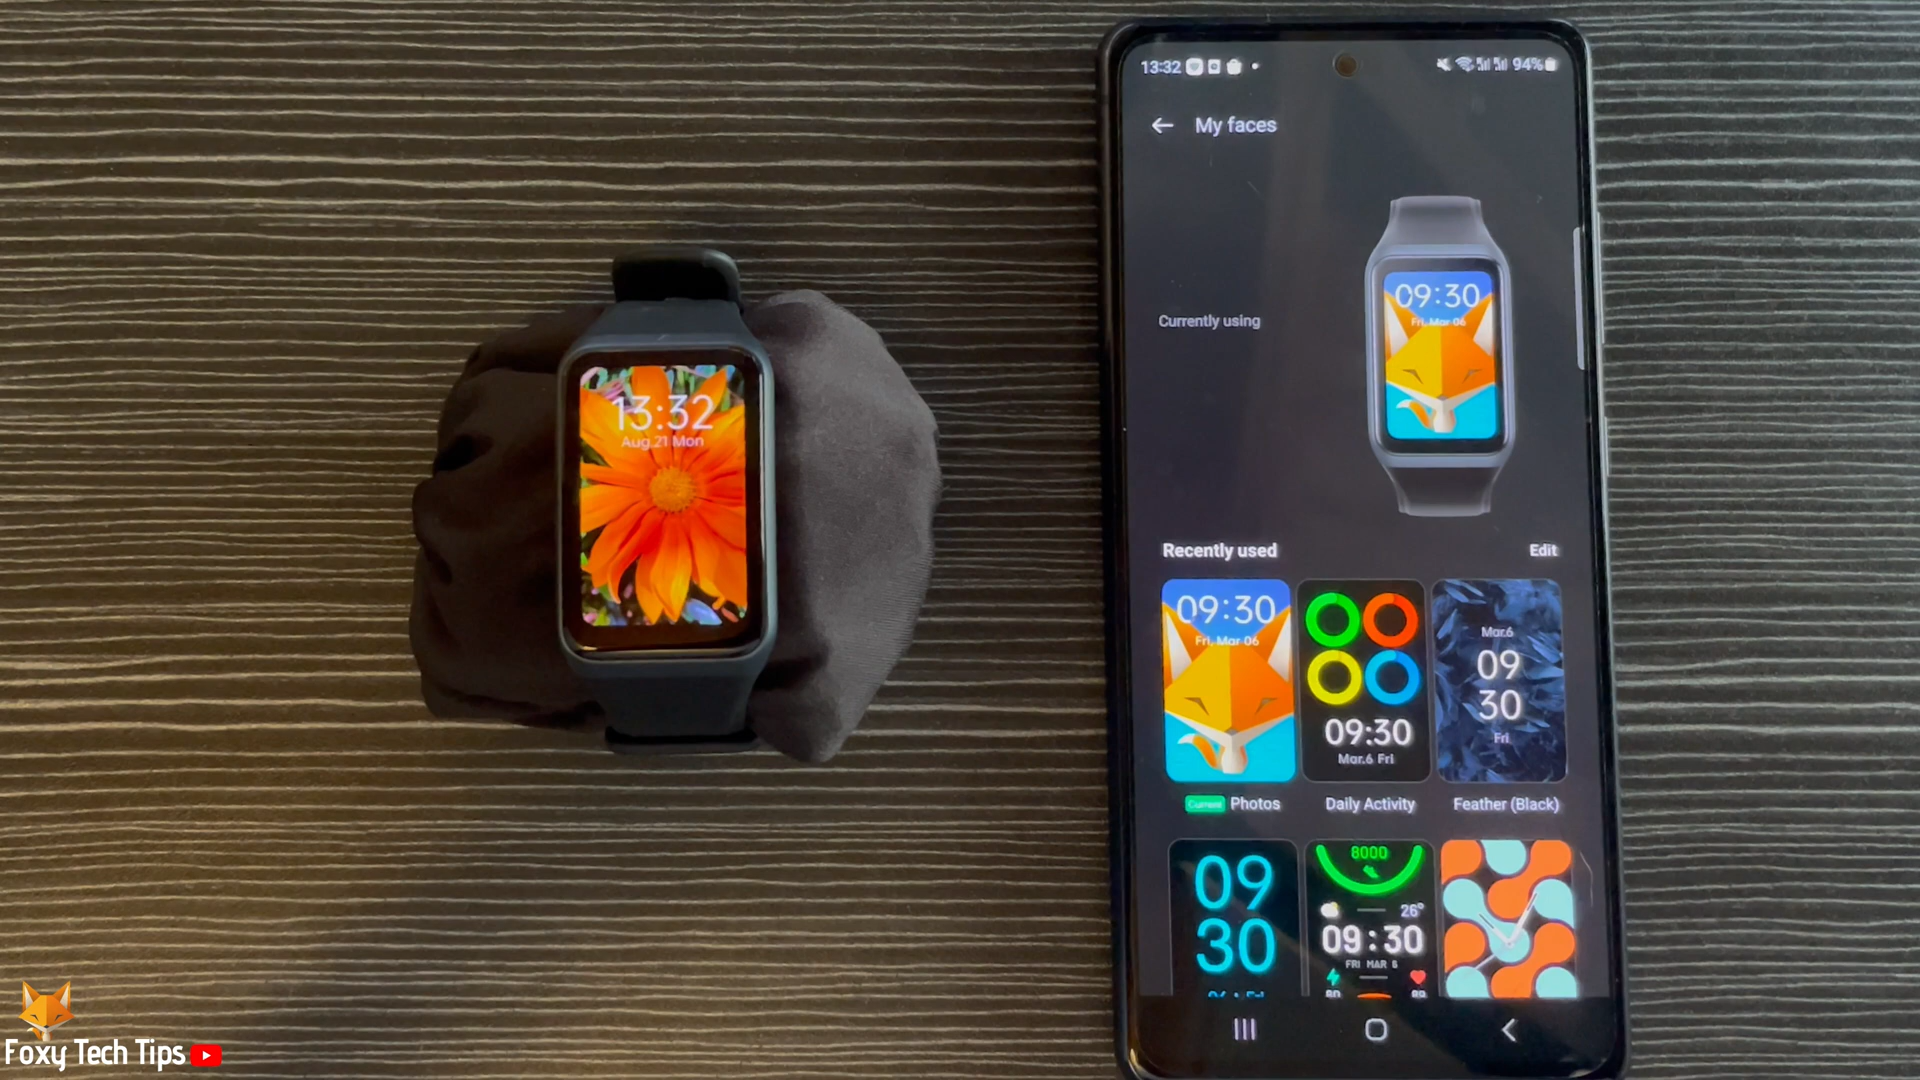 13:32
Aug.21 Mon
13:32
94%
My faces
Currently using
09:30
Fri, Mar 06
Recently used
Edit
09:30
Fri, Mar 06
09:30
Mar.6 Fri
Mar.6
09
30
Fri
Current Photos
Daily Activity
Feather (Black)
09
30
8000
26°
09:30
FRI MAR 6
Foxy Tech Tips